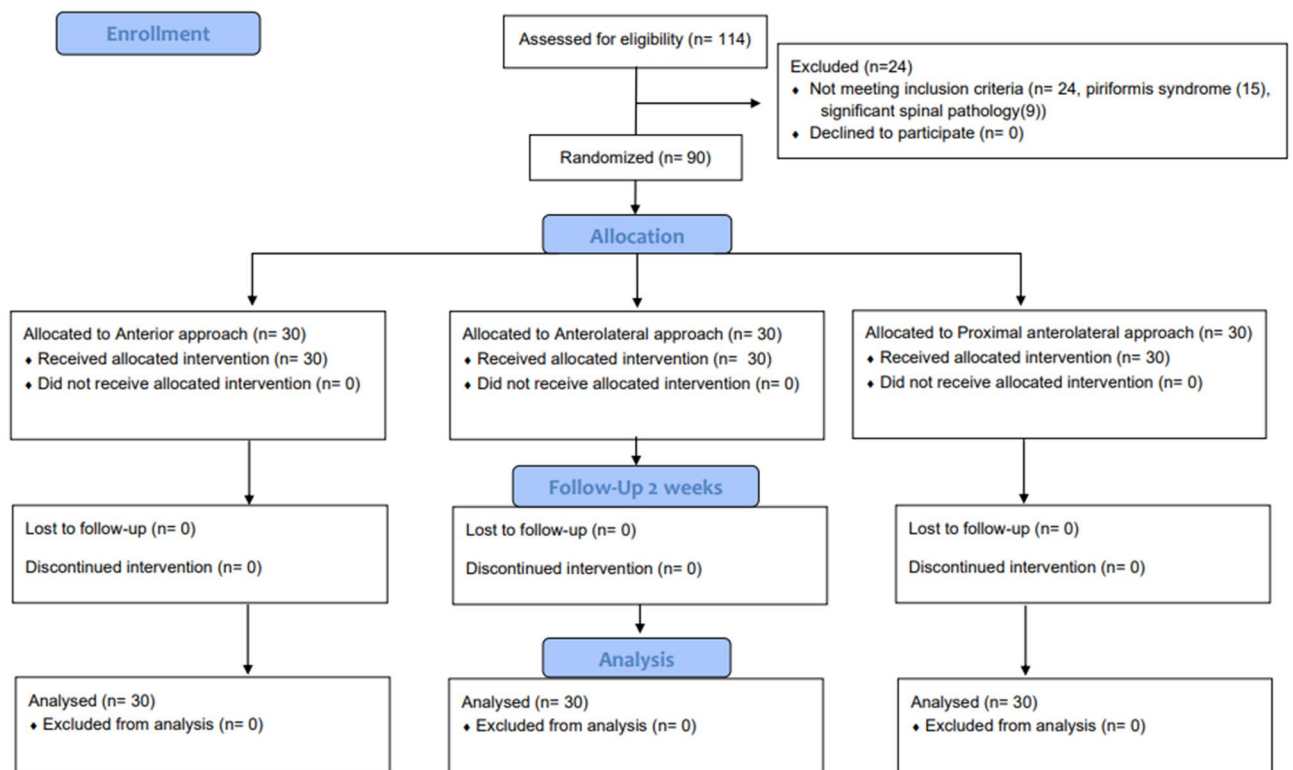 Enrollment
Assessed for eligibility (n= 114)
Excluded (n=24)
♦ Not meeting inclusion criteria (n= 24, piriformis syndrome (15),
significant spinal pathology(9))
♦ Declined to participate (n= 0)
Randomized (n= 90)
Allocation
Allocated to Anterior approach (n= 30)
♦ Received allocated intervention (n= 30)
♦ Did not receive allocated intervention (n= 0)
Allocated to Anterolateral approach (n= 30)
♦ Received allocated intervention (n= 30)
♦ Did not receive allocated intervention (n= 0)
Allocated to Proximal anterolateral approach (n= 30)
♦ Received allocated intervention (n= 30)
♦ Did not receive allocated intervention (n= 0)
Follow-Up 2 weeks
Lost to follow-up (n= 0)
Discontinued intervention (n= 0)
Lost to follow-up (n= 0)
Discontinued intervention (n= 0)
Lost to follow-up (n= 0)
Discontinued intervention (n= 0)
Analysis
Analysed (n= 30)
♦ Excluded from analysis (n= 0)
Analysed (n= 30)
♦ Excluded from analysis (n= 0)
Analysed (n= 30)
♦ Excluded from analysis (n= 0)